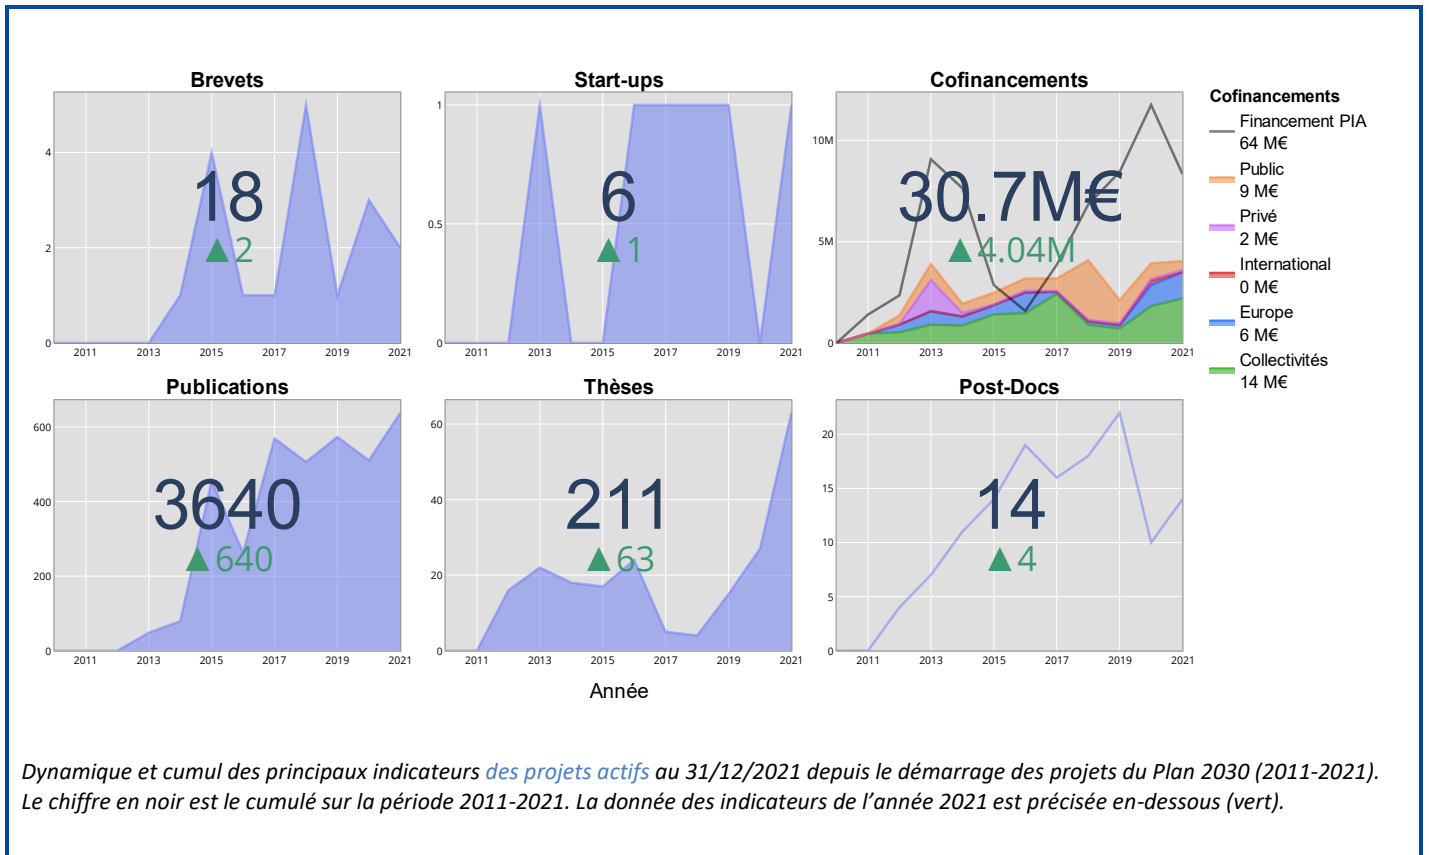 Brevets
4
2
0
2011
2013
2015
2017
2019
2021
18
▲2
Start-ups
1
0.5
0
2011
2013
2015
2017
2019
2021
6
▲1
Cofinancements
10M
5M
0
2011
2013
2015
2017
2019
2021
30.7M€
▲4.04M
Cofinancements
Financement PIA
64 M€
Public
9 M€
Privé
2 M€
International
0 M€
Europe
6 M€
Collectivités
14 M€
Publications
600
400
200
0
2011
2013
2015
2017
2019
2021
3640
▲640
Thèses
60
40
20
0
2011
2013
2015
2017
2019
2021
211
▲63
Post-Docs
20
15
10
5
0
2011
2013
2015
2017
2019
2021
14
▲4
Année
Dynamique et cumul des principaux indicateurs des projets actifs au 31/12/2021 depuis le démarrage des projets du Plan 2030 (2011-2021).
Le chiffre en noir est le cumulé sur la période 2011-2021. La donnée des indicateurs de l'année 2021 est précisée en-dessous (vert).